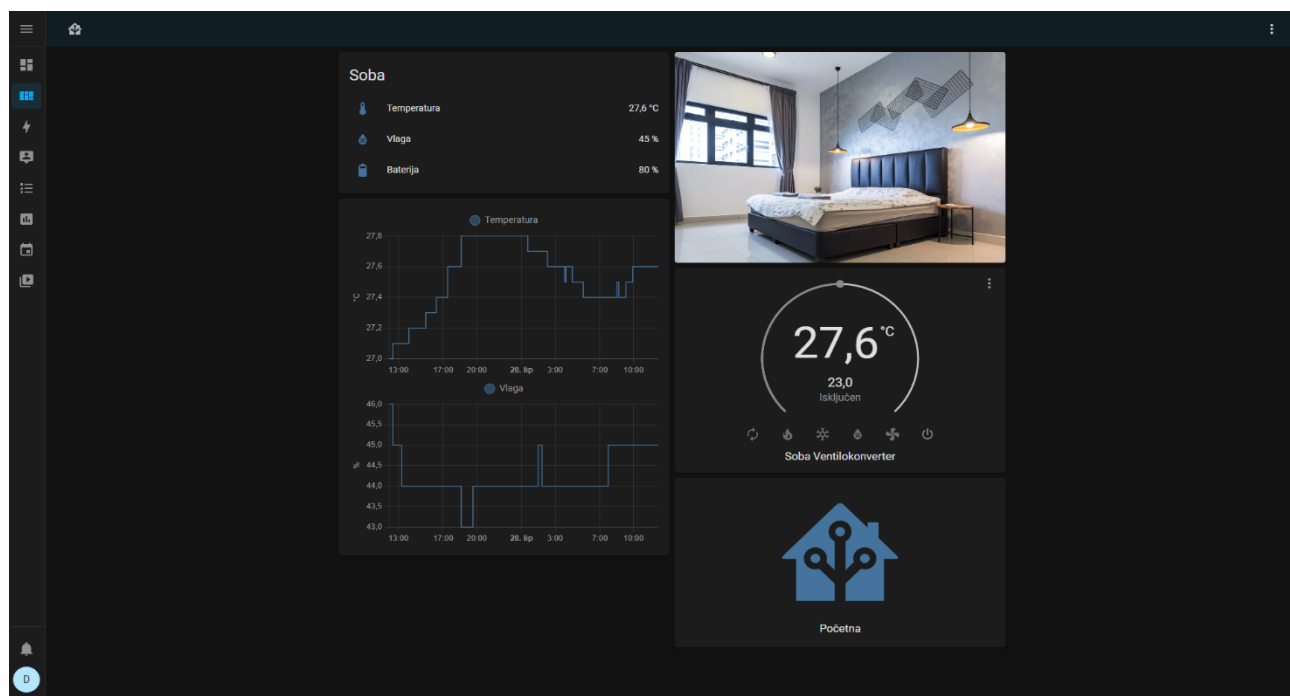 Soba
Temperatura 27,6 °C
Vlaga 45 %
Baterija 80 %
Temperatura
27,8
27,6
27,4
27,2
27,0
°C
13:00 17:00 20:00 28. lip 3:00 7:00 10:00
Vlaga
46,0
45,5
45,0
44,5
44,0
43,5
43,0
%
13:00 17:00 20:00 28. lip 3:00 7:00 10:00
27,6 °C
23,0
Isključen
Soba Ventilokonverter
Početna
D